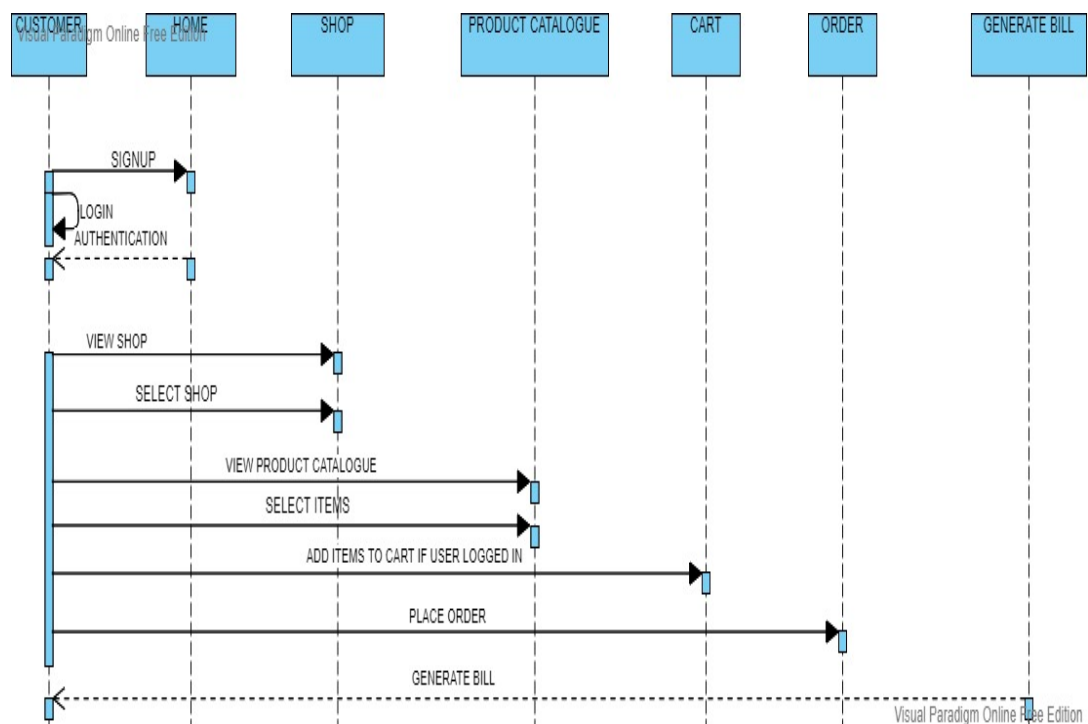 CUSTOMER HOME SHOP PRODUCT CATALOGUE CART ORDER GENERATE BILL
Visual Paradigm Online Free Edition
SIGNUP
LOGIN
AUTHENTICATION
VIEW SHOP
SELECT SHOP
VIEW PRODUCT CATALOGUE
SELECT ITEMS
ADD ITEMS TO CART IF USER LOGGED IN
PLACE ORDER
GENERATE BILL
Visual Paradigm Online Free Edition